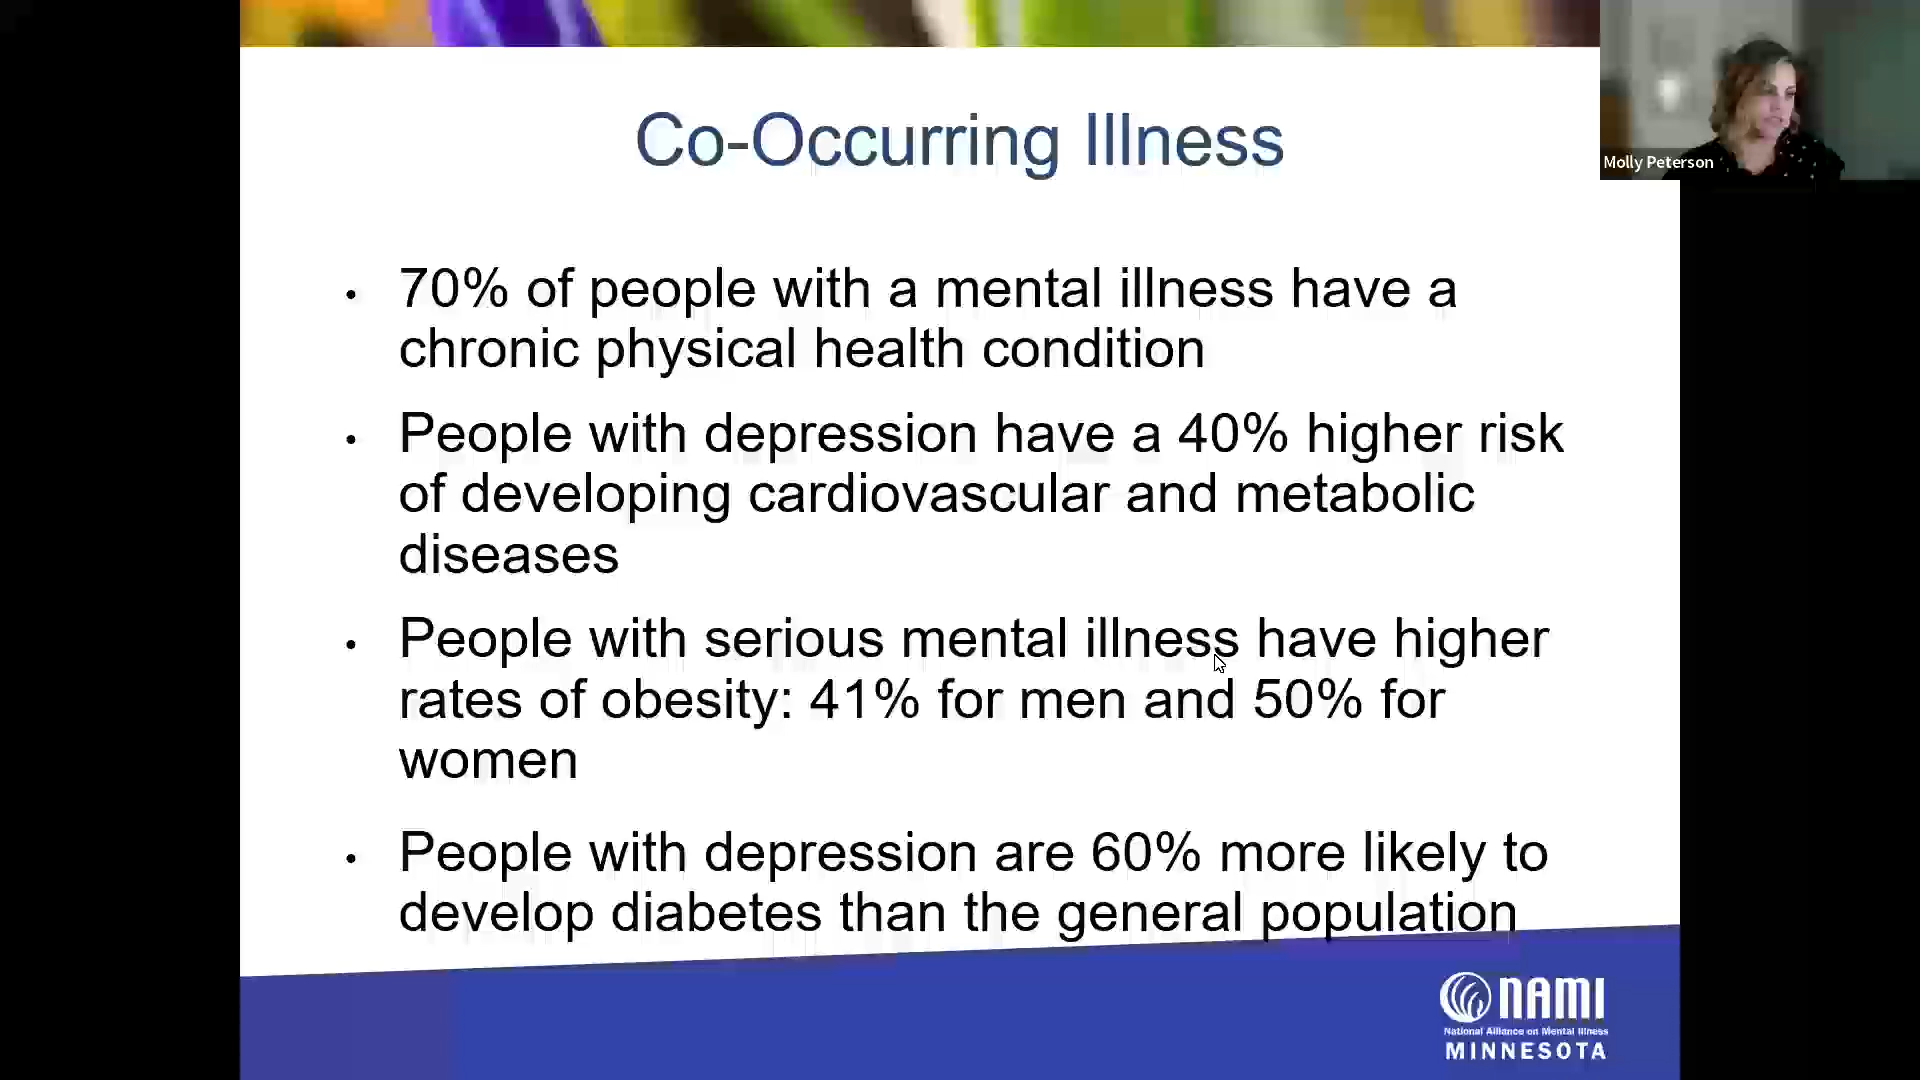 Co-Occurring Illness
Molly Peterson
• 70% of people with a mental illness have a
chronic physical health condition
• People with depression have a 40% higher risk
of developing cardiovascular and metabolic
diseases
• People with serious mental illness have higher
rates of obesity: 41% for men and 50% for
women
• People with depression are 60% more likely to
develop diabetes than the general population
NAMI
National Alliance on Mental Illness
MINNESOTA